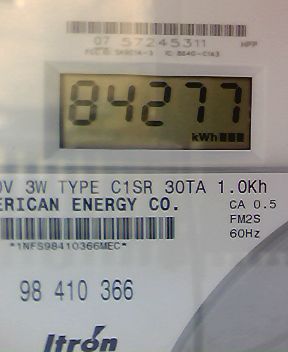 07 57245311
84277
kWh
0V 3W TYPE C1SR 30TA 1.0Kh
ERICAN ENERGY CO. CA 0.5
FM2S
60Hz
*1NFS98410366MEC*
98 410 366
Itrón